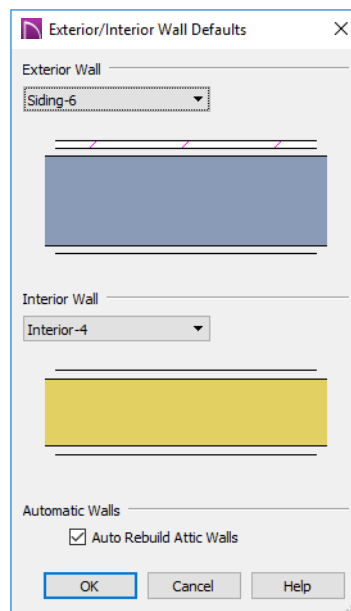 Exterior/Interior Wall Defaults
Exterior Wall
Siding-6
Interior Wall
Interior-4
Automatic Walls
Auto Rebuild Attic Walls
OK Cancel Help